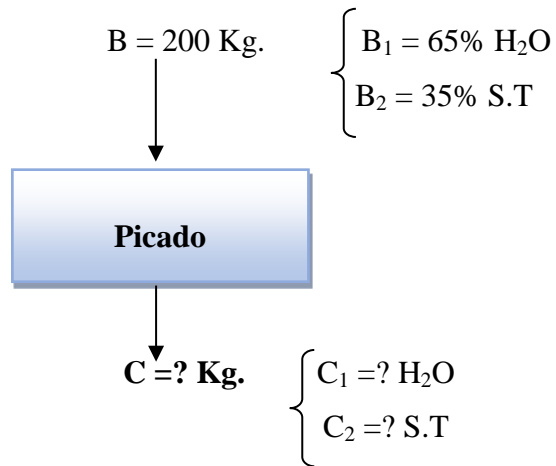 B = 200 Kg.
B₁ = 65% H₂O
B₂ = 35% S.T
Picado
C =? Kg.
C₁ =? H₂O
C₂ =? S.T